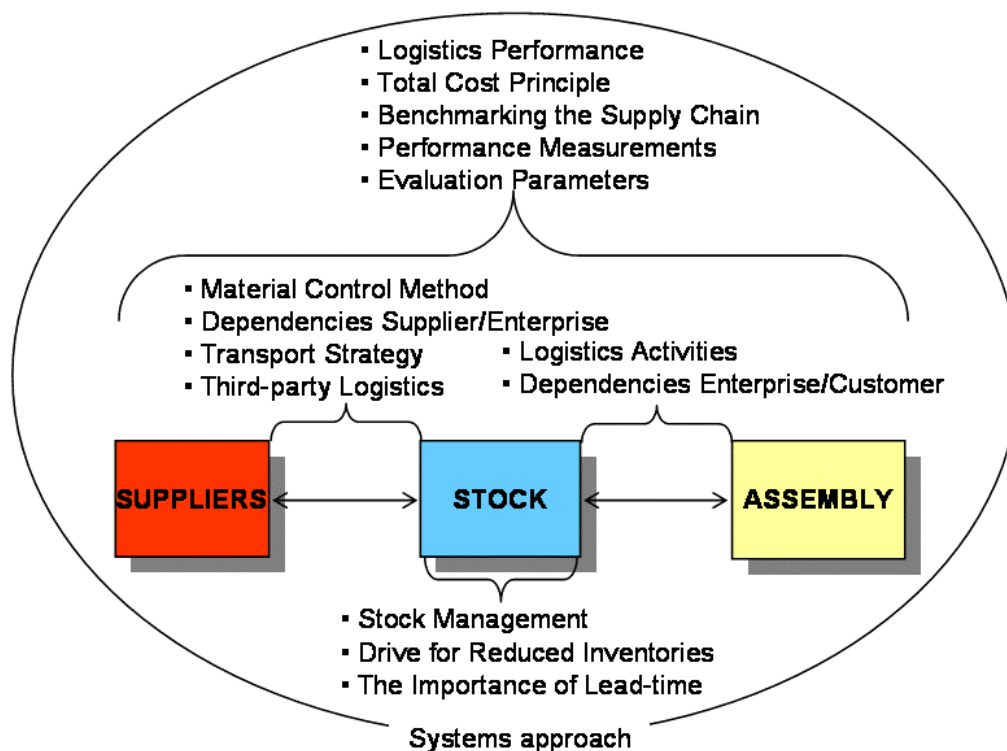 ▪ Logistics Performance
▪ Total Cost Principle
▪ Benchmarking the Supply Chain
▪ Performance Measurements
▪ Evaluation Parameters
▪ Material Control Method
▪ Dependencies Supplier/Enterprise
▪ Transport Strategy
▪ Third-party Logistics
▪ Logistics Activities
▪ Dependencies Enterprise/Customer
SUPPLIERS
STOCK
ASSEMBLY
▪ Stock Management
▪ Drive for Reduced Inventories
▪ The Importance of Lead-time
Systems approach